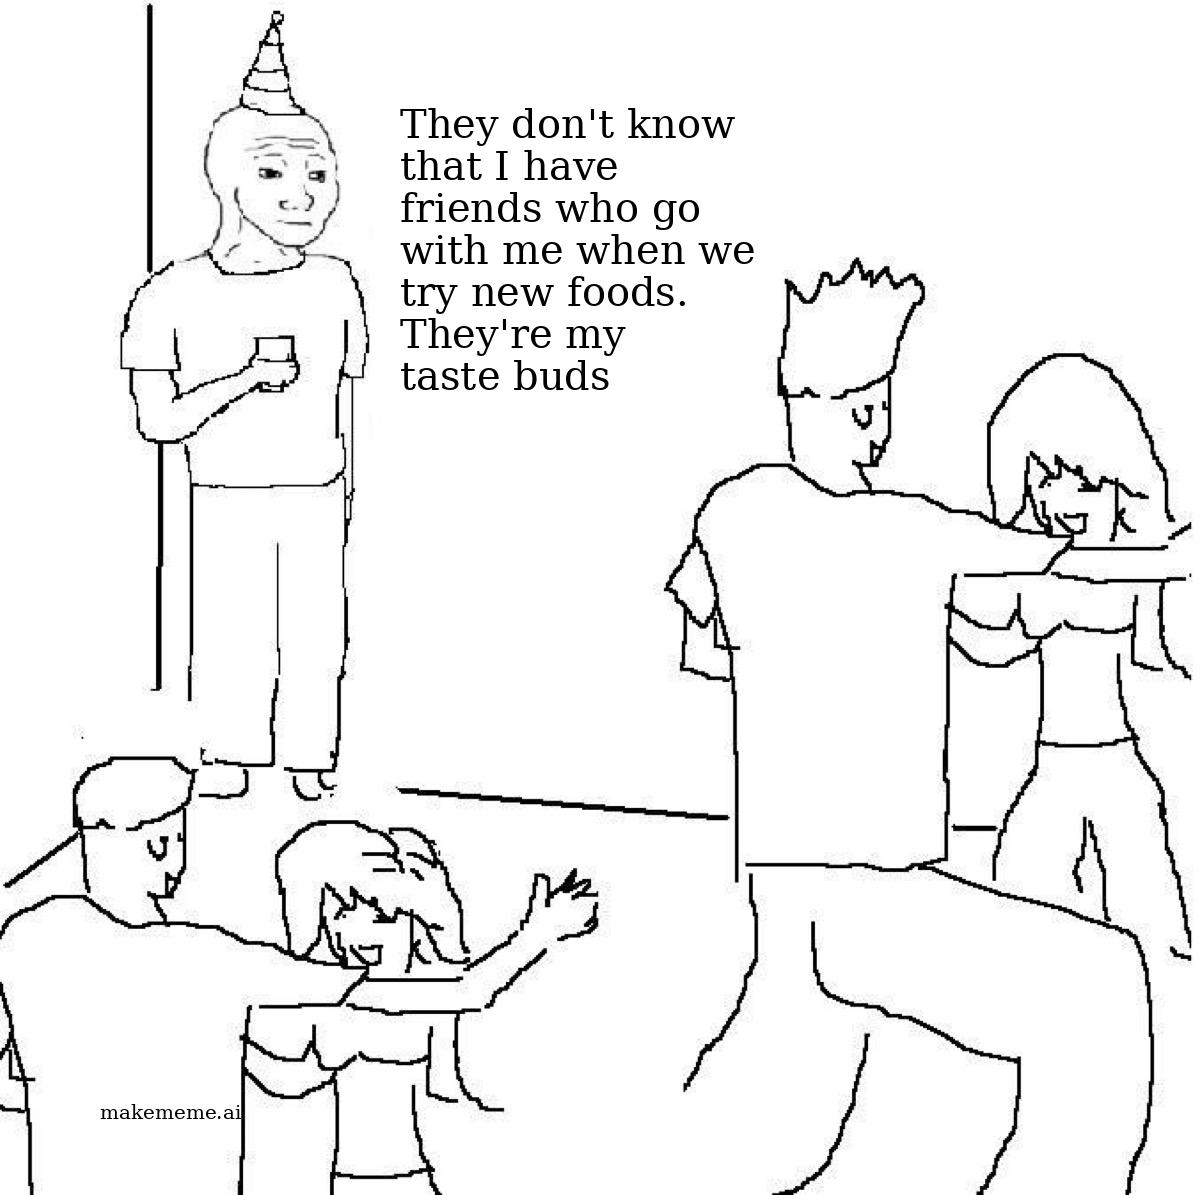 They don't know
that I have
friends who go
with me when we
try new foods.
They're my
taste buds
makememe.ai